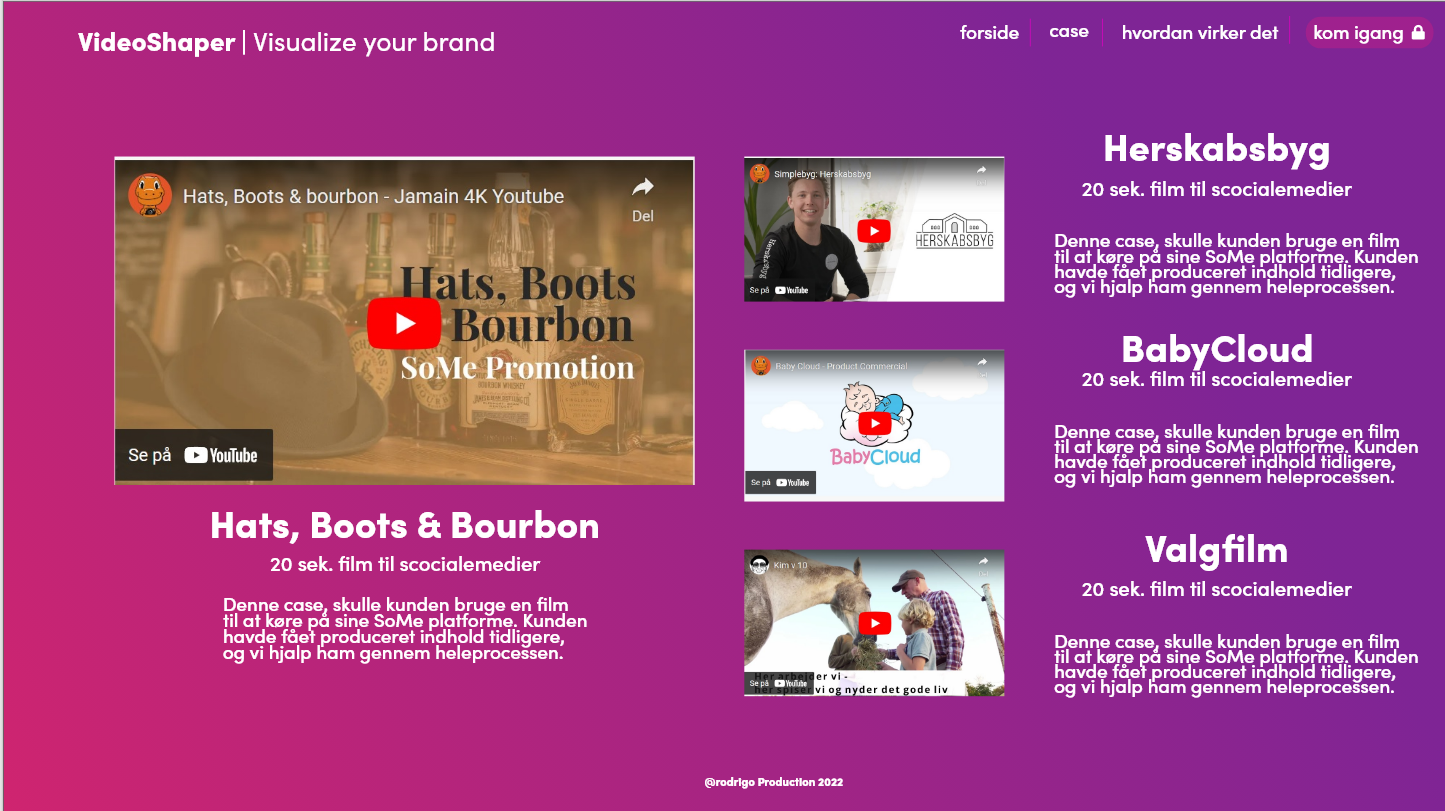 VideoShaper | Visualize your brand
forside
case
hvordan virker det
kom igang
Hats, Boots & bourbon - Jamain 4K Youtube
Del
Hats, Boots
Bourbon
SoMe Promotion
Se på YouTube
Hats, Boots & Bourbon
20 sek. film til scocialemedier
Denne case, skulle kunden bruge en film
til at køre på sine SoMe platforme. Kunden
havde fået produceret indhold tidligere,
og vi hjalp ham gennem heleprocessen.
Simplebyg: Herskabsbyg
Del
Herskabsbyg
HERSKABSBYG
Se på YouTube
Herskabsbyg
20 sek. film til scocialemedier
Denne case, skulle kunden bruge en film
til at køre på sine SoMe platforme. Kunden
havde fået produceret indhold tidligere,
og vi hjalp ham gennem heleprocessen.
Baby Cloud - Product Commercial
BabyCloud
Se på YouTube
BabyCloud
20 sek. film til scocialemedier
Denne case, skulle kunden bruge en film
til at køre på sine SoMe platforme. Kunden
havde fået produceret indhold tidligere,
og vi hjalp ham gennem heleprocessen.
Kim v.10
Del
Her arbejder vi -
her spiser vi og nyder det gode liv
Se på YouTube
Valgfilm
20 sek. film til scocialemedier
Denne case, skulle kunden bruge en film
til at køre på sine SoMe platforme. Kunden
havde fået produceret indhold tidligere,
og vi hjalp ham gennem heleprocessen.
@rodrigo Production 2022